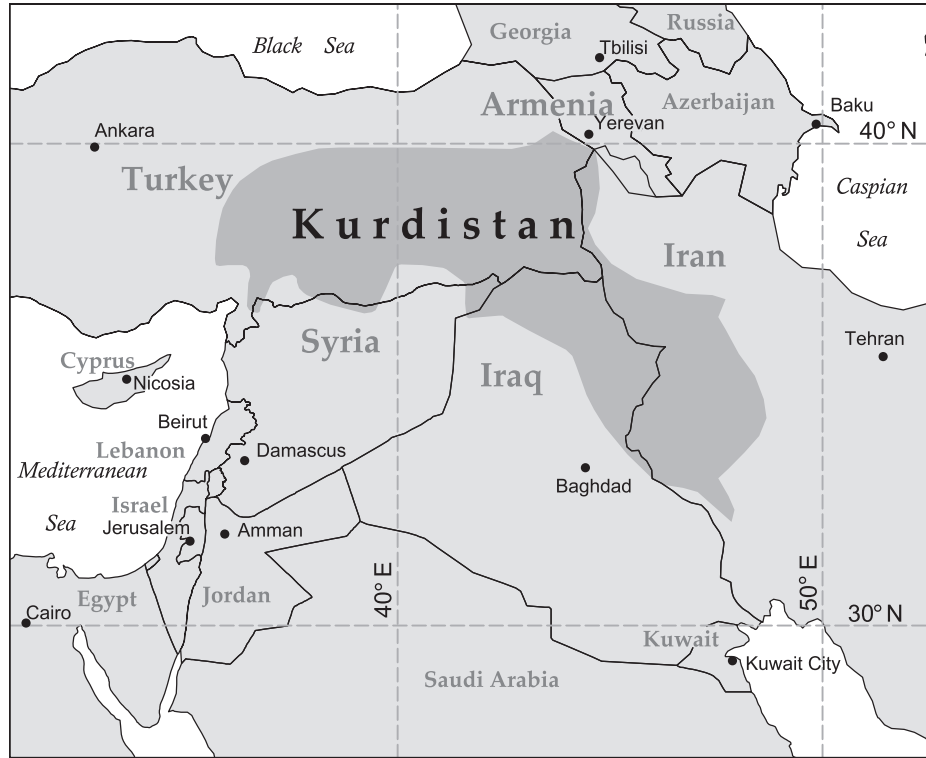 Black Sea
Georgia
Russia
Tbilisi
Armenia
Azerbaijan
Baku
Yerevan
Ankara
40° N
Turkey
Caspian
Sea
Kurdistan
Iran
Syria
Tehran
Cyprus
Nicosia
Iraq
Beirut
Lebanon
Damascus
Mediterranean
Baghdad
Israel
Sea
Jerusalem
Amman
40° E
50° E
Egypt
Jordan
Cairo
30° N
Kuwait
Kuwait City
Saudi Arabia